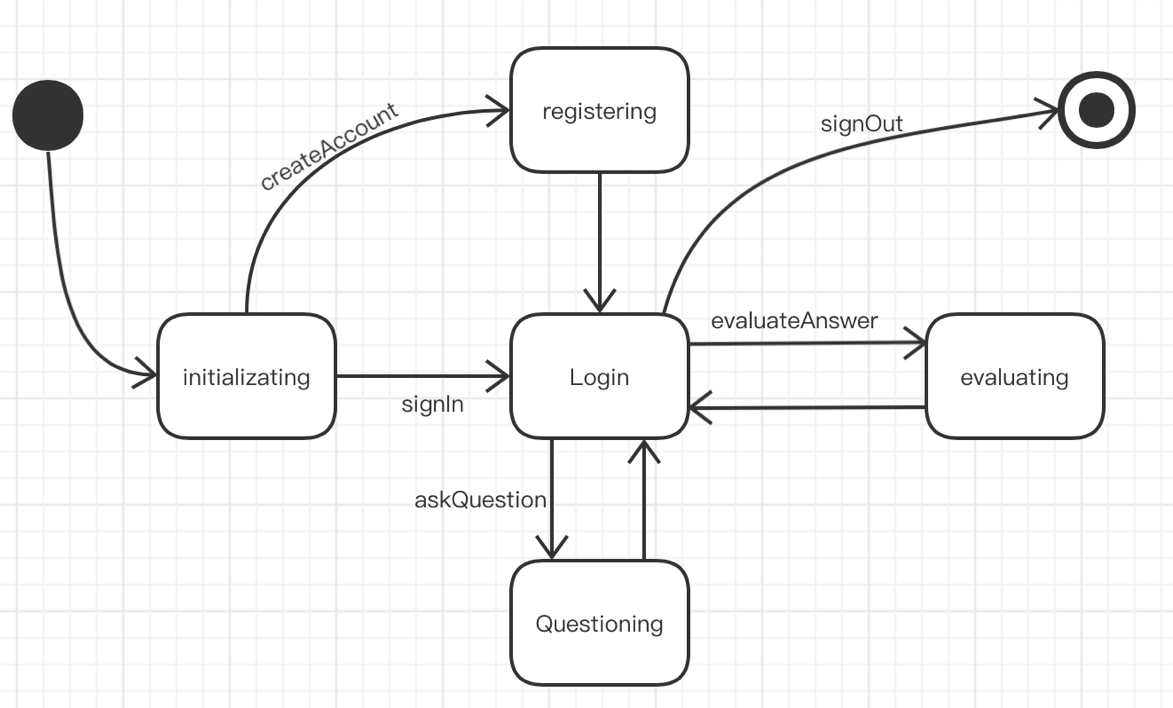 registering
createAccount
signOut
evaluateAnswer
initializating
Login
evaluating
signIn
askQuestion
Questioning